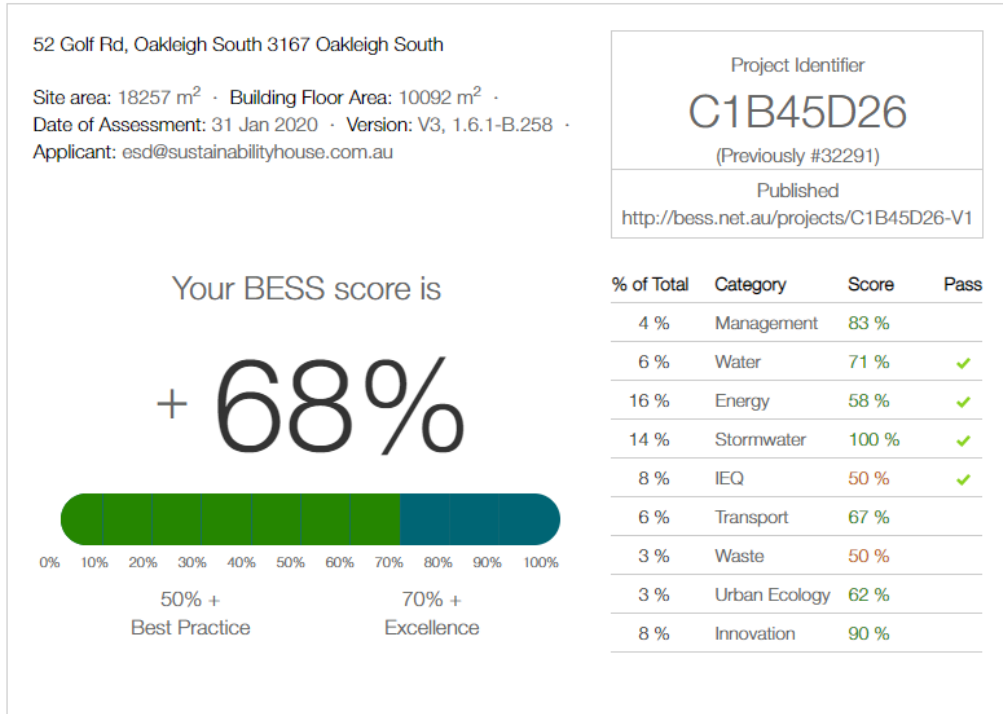 52 Golf Rd, Oakleigh South 3167 Oakleigh South
Site area: 18257 m² · Building Floor Area: 10092 m² ·
Date of Assessment: 31 Jan 2020 · Version: V3, 1.6.1-B.258 ·
Applicant: esd@sustainabilityhouse.com.au
Project Identifier
C1B45D26
(Previously #32291)
Published
http://bess.net.au/projects/C1B45D26-V1
Your BESS score is
+ 68%
0% 10% 20% 30% 40% 50% 60% 70% 80% 90% 100%
50% +
Best Practice
70% +
Excellence
% of Total Category Score Pass
4 % Management 83 %
6 % Water 71 % ✔
16 % Energy 58 % ✔
14 % Stormwater 100 % ✔
8 % IEQ 50 % ✔
6 % Transport 67 %
3 % Waste 50 %
3 % Urban Ecology 62 %
8 % Innovation 90 %